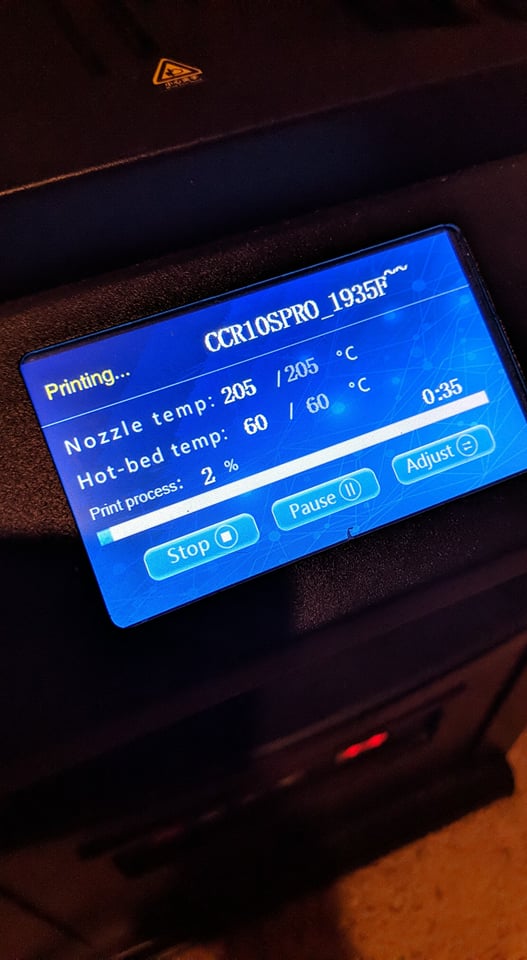 CCR10SPRO_1935F~~
Printing...
Nozzle temp: 205 /205 °C
Hot-bed temp: 60 / 60 °C
Print process: 2 % 0:35
Stop Pause Adjust